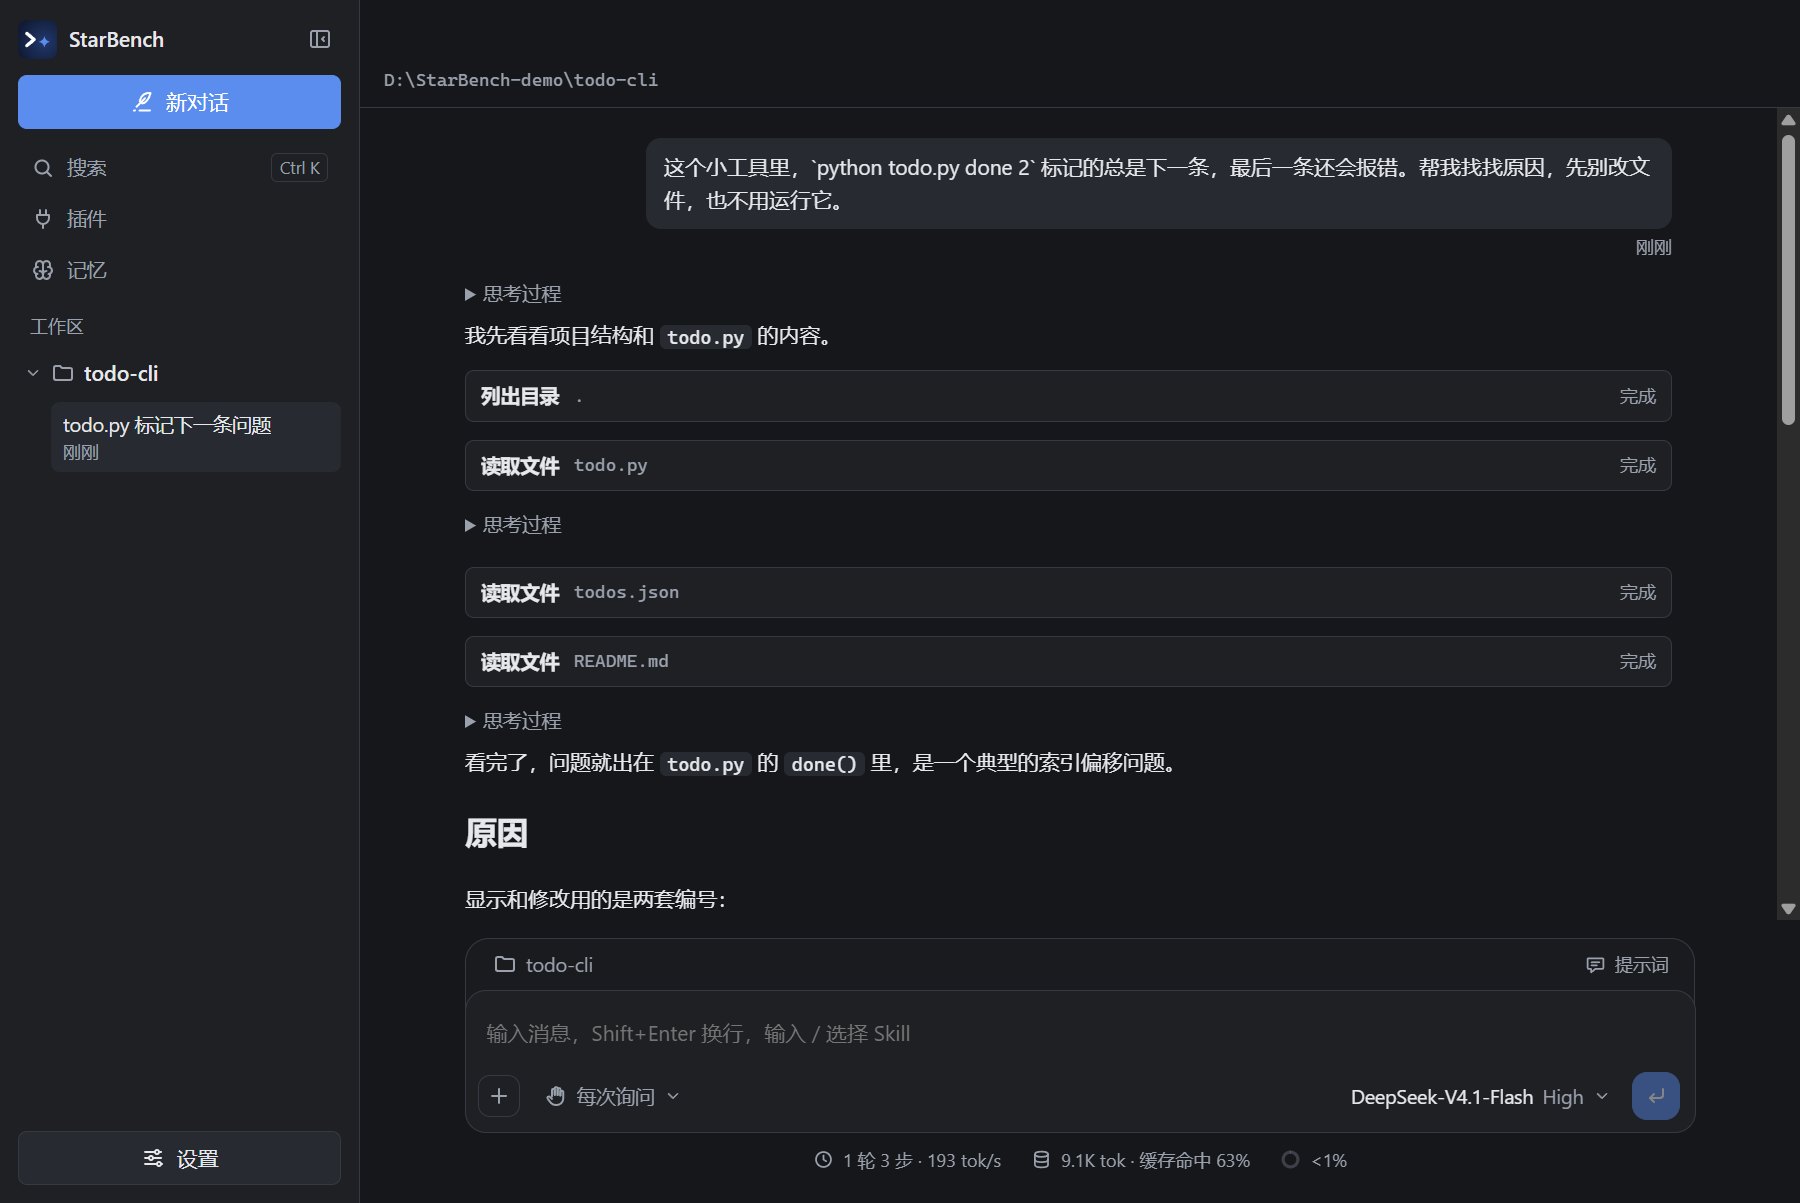 StarBench
新对话
搜索 Ctrl K
插件
记忆
工作区
todo-cli
todo.py 标记下一条问题
刚刚
设置
D:\StarBench-demo\todo-cli
这个小工具里，`python todo.py done 2` 标记的总是下一条，最后一条还会报错。帮我找找原因，先别改文
件，也不用运行它。
刚刚
思考过程
我先看看项目结构和 todo.py 的内容。
列出目录 . 完成
读取文件 todo.py 完成
思考过程
读取文件 todos.json 完成
读取文件 README.md 完成
思考过程
看完了，问题就出在 todo.py 的 done() 里，是一个典型的索引偏移问题。
原因
显示和修改用的是两套编号：
todo-cli 提示词
输入消息，Shift+Enter 换行，输入 / 选择 Skill
每次询问 DeepSeek-V4.1-Flash High
1 轮 3 步 · 193 tok/s 9.1K tok · 缓存命中 63% <1%